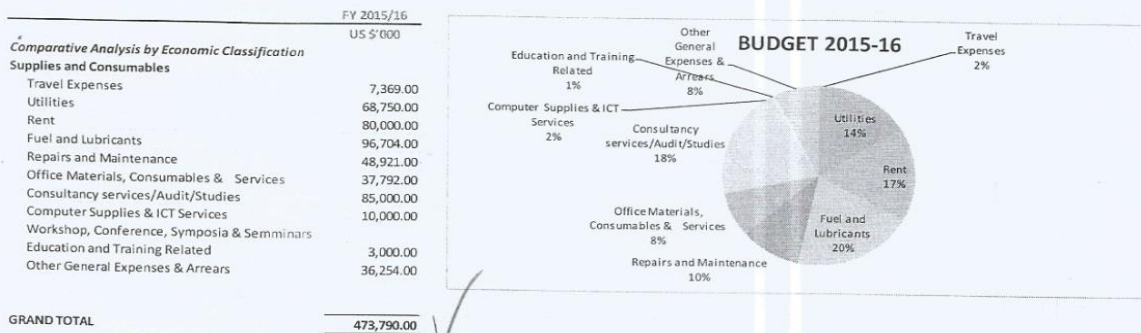 FY 2015/16
US $'000
Comparative Analysis by Economic Classification
Supplies and Consumables
Travel Expenses 7,369.00
Utilities 68,750.00
Rent 80,000.00
Fuel and Lubricants 96,704.00
Repairs and Maintenance 48,921.00
Office Materials, Consumables & Services 37,792.00
Consultancy services/Audit/Studies 85,000.00
Computer Supplies & ICT Services 10,000.00
Workshop, Conference, Symposia & Semminars
Education and Training Related 3,000.00
Other General Expenses & Arrears 36,254.00
GRAND TOTAL 473,790.00
BUDGET 2015-16
Travel
Expenses
2%
Utilities
14%
Rent
17%
Fuel and
Lubricants
20%
Repairs and Maintenance
10%
Office Materials,
Consumables & Services
8%
Consultancy
services/Audit/Studies
18%
Computer Supplies & ICT
Services
2%
Education and Training
Related
1%
Other
General
Expenses &
Arrears
8%